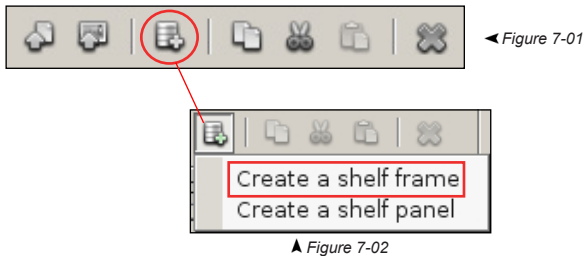 Figure 7-01
Create a shelf frame
Create a shelf panel
Figure 7-02